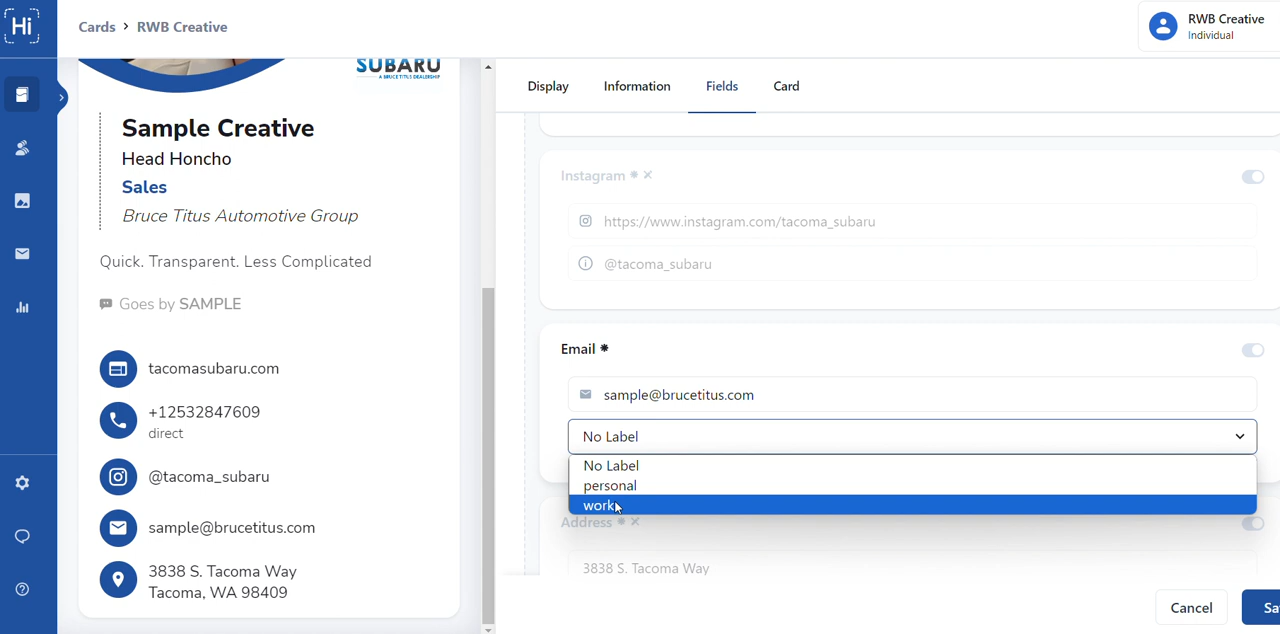 Hi
Cards > RWB Creative
RWB Creative
Individual
SUBARU
A BRUCE TITUS DEALERSHIP
Sample Creative
Head Honcho
Sales
Bruce Titus Automotive Group
Quick. Transparent. Less Complicated
Goes by SAMPLE
tacomasubaru.com
+12532847609
direct
@tacoma_subaru
sample@brucetitus.com
3838 S. Tacoma Way
Tacoma, WA 98409
Display Information Fields Card
Instagram
https://www.instagram.com/tacoma_subaru
@tacoma_subaru
Email
sample@brucetitus.com
No Label
No Label
personal
work
Address
3838 S. Tacoma Way
Cancel